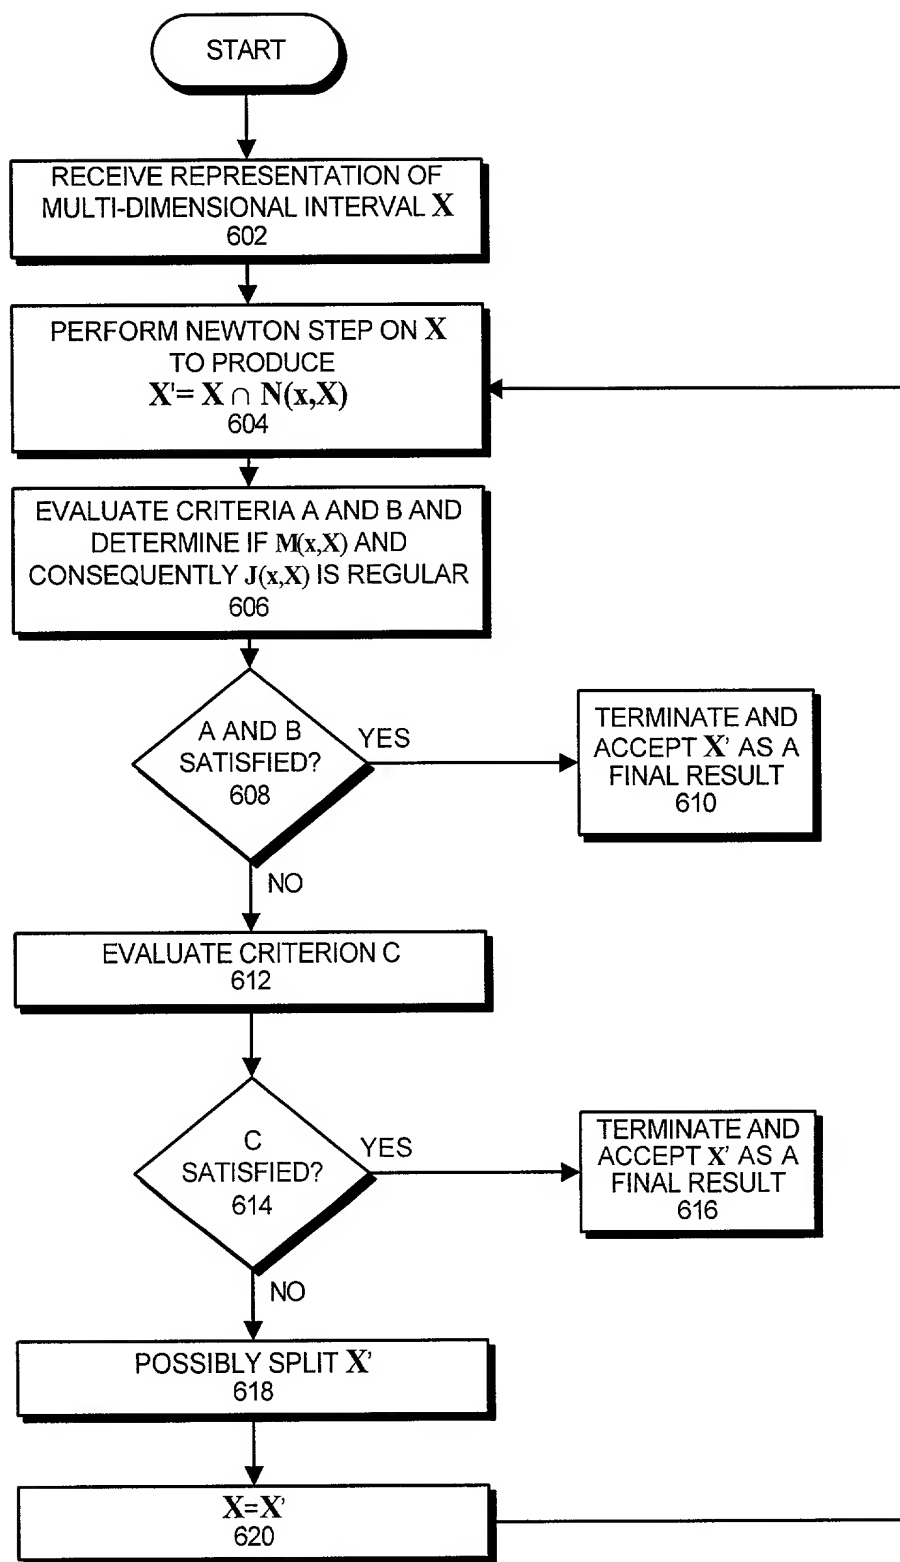 START
RECEIVE REPRESENTATION OF
MULTI-DIMENSIONAL INTERVAL X
602
PERFORM NEWTON STEP ON X
TO PRODUCE
X'= X ∩ N(x,X)
604
EVALUATE CRITERIA A AND B AND
DETERMINE IF M(x,X) AND
CONSEQUENTLY J(x,X) IS REGULAR
606
A AND B
SATISFIED?
608
YES
TERMINATE AND
ACCEPT X' AS A
FINAL RESULT
610
NO
EVALUATE CRITERION C
612
C
SATISFIED?
614
YES
TERMINATE AND
ACCEPT X' AS A
FINAL RESULT
616
NO
POSSIBLY SPLIT X'
618
X=X'
620